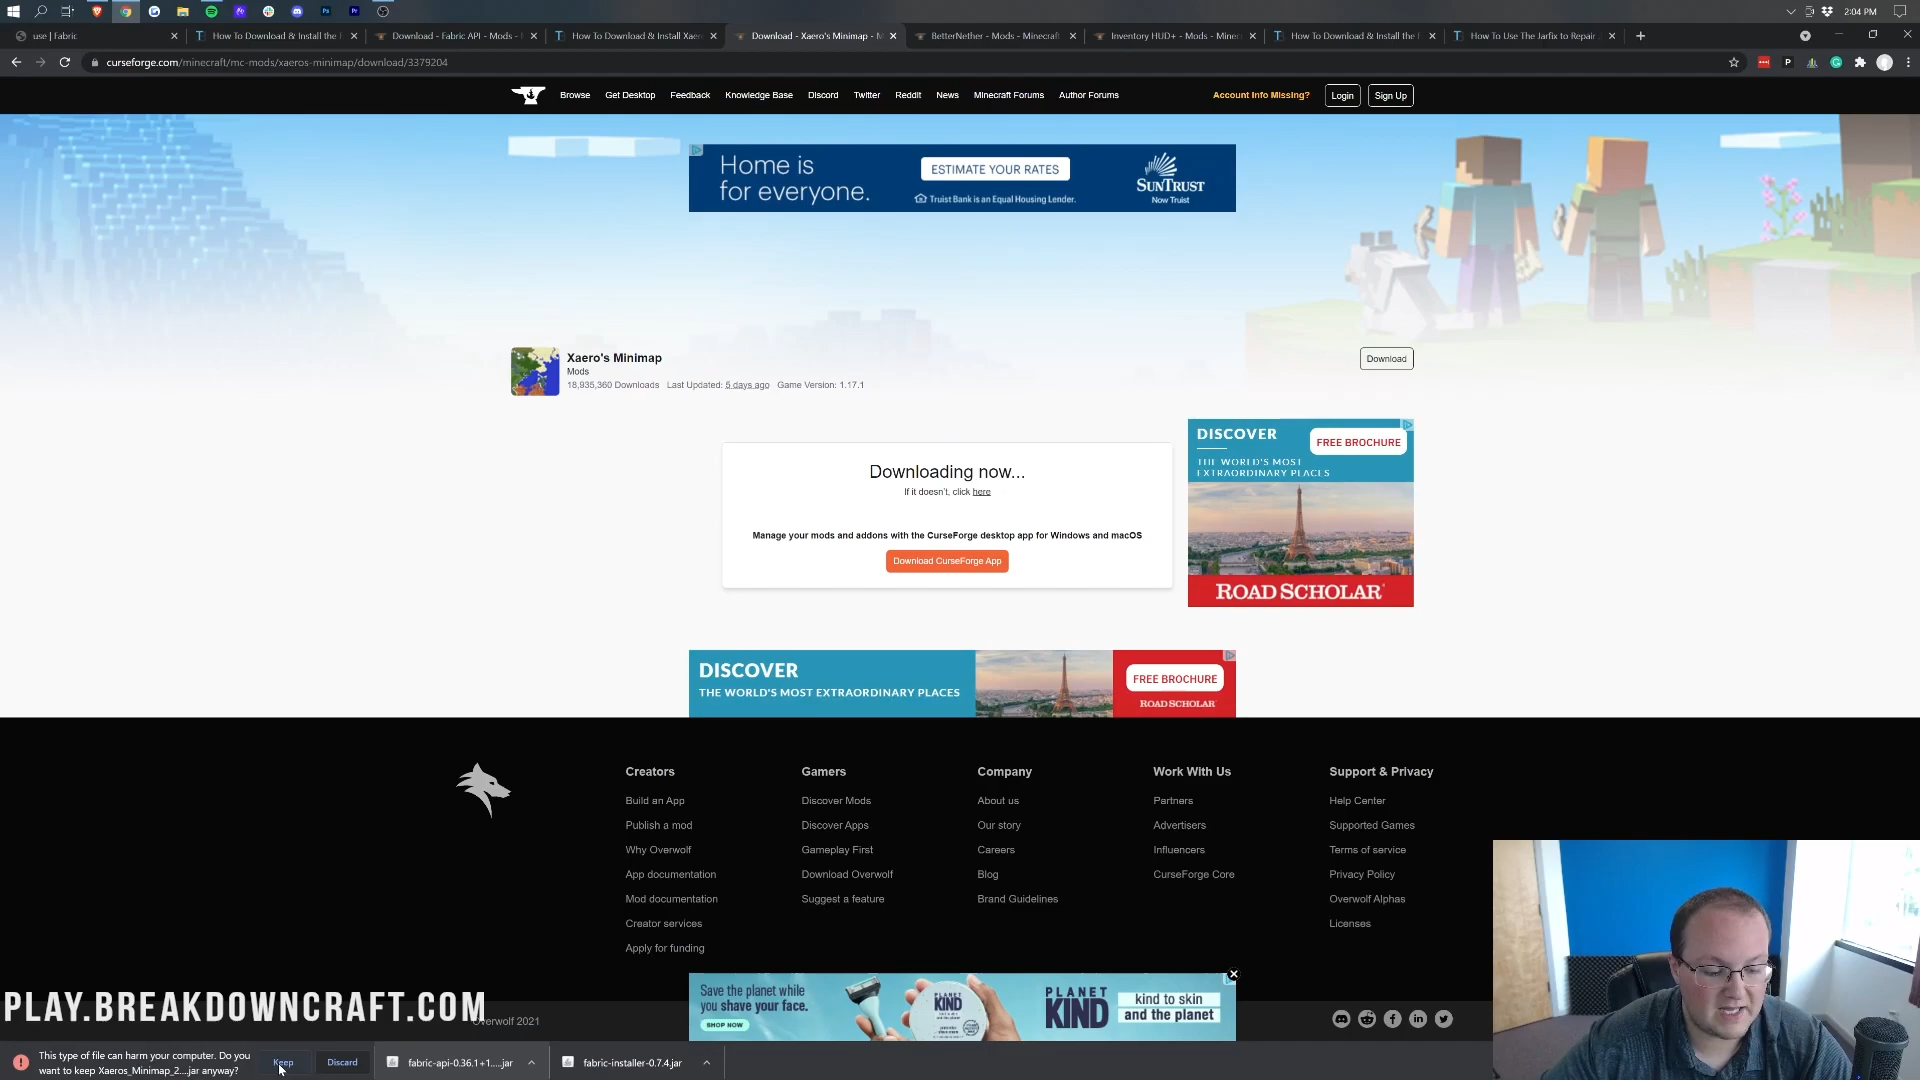 2:04 PM
use | Fabric
How To Download & Install the F
Download - Fabric API - Mods -
How To Download & Install Xaer
Download - Xaero's Minimap - M
BetterNether - Mods - Minecraft
Inventory HUD+ - Mods - Minec
How To Download & Install the F
How To Use The Jarfix to Repair
curseforge.com/minecraft/mc-mods/xaeros-minimap/download/3379204
Browse Get Desktop Feedback Knowledge Base Discord Twitter Reddit News Minecraft Forums Author Forums Account Info Missing? Login Sign Up
Home is
for everyone.
ESTIMATE YOUR RATES
Truist Bank is an Equal Housing Lender.
SUNTRUST
Now Truist
Xaero's Minimap
Mods
18,935,360 Downloads Last Updated: 5 days ago Game Version: 1.17.1
Download
DISCOVER
THE WORLD'S MOST
EXTRAORDINARY PLACES
FREE BROCHURE
ROAD SCHOLAR
Downloading now...
If it doesn't, click here
Manage your mods and addons with the CurseForge desktop app for Windows and macOS
Download CurseForge App
DISCOVER
THE WORLD'S MOST EXTRAORDINARY PLACES
FREE BROCHURE
ROAD SCHOLAR
Creators
Build an App
Publish a mod
Why Overwolf
App documentation
Mod documentation
Creator services
Apply for funding
Gamers
Discover Mods
Discover Apps
Gameplay First
Download Overwolf
Suggest a feature
Company
About us
Our story
Careers
Blog
Brand Guidelines
Work With Us
Partners
Advertisers
Influencers
CurseForge Core
Support & Privacy
Help Center
Supported Games
Terms of service
Privacy Policy
Overwolf Alphas
Licenses
Save the planet while
you shave your face.
SHOP NOW
PLANET
KIND
PLANET
KIND
kind to skin
and the planet
PLAY.BREAKDOWNCRAFT.COM
Overwolf 2021
This type of file can harm your computer. Do you
want to keep Xaeros_Minimap_2....jar anyway?
Keep
Discard
fabric-api-0.36.1+1....jar
fabric-installer-0.7.4.jar